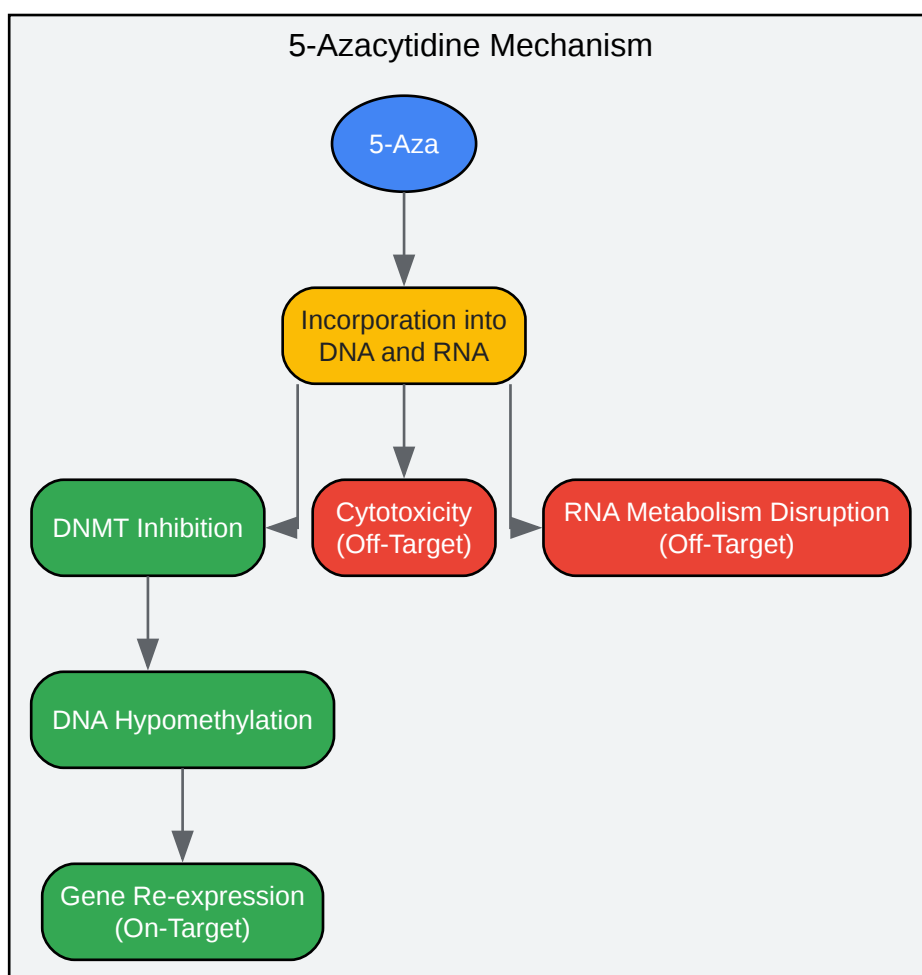 5-Azacytidine Mechanism
5-Aza
Incorporation into
DNA and RNA
DNMT Inhibition
Cytotoxicity
(Off-Target)
RNA Metabolism Disruption
(Off-Target)
DNA Hypomethylation
Gene Re-expression
(On-Target)